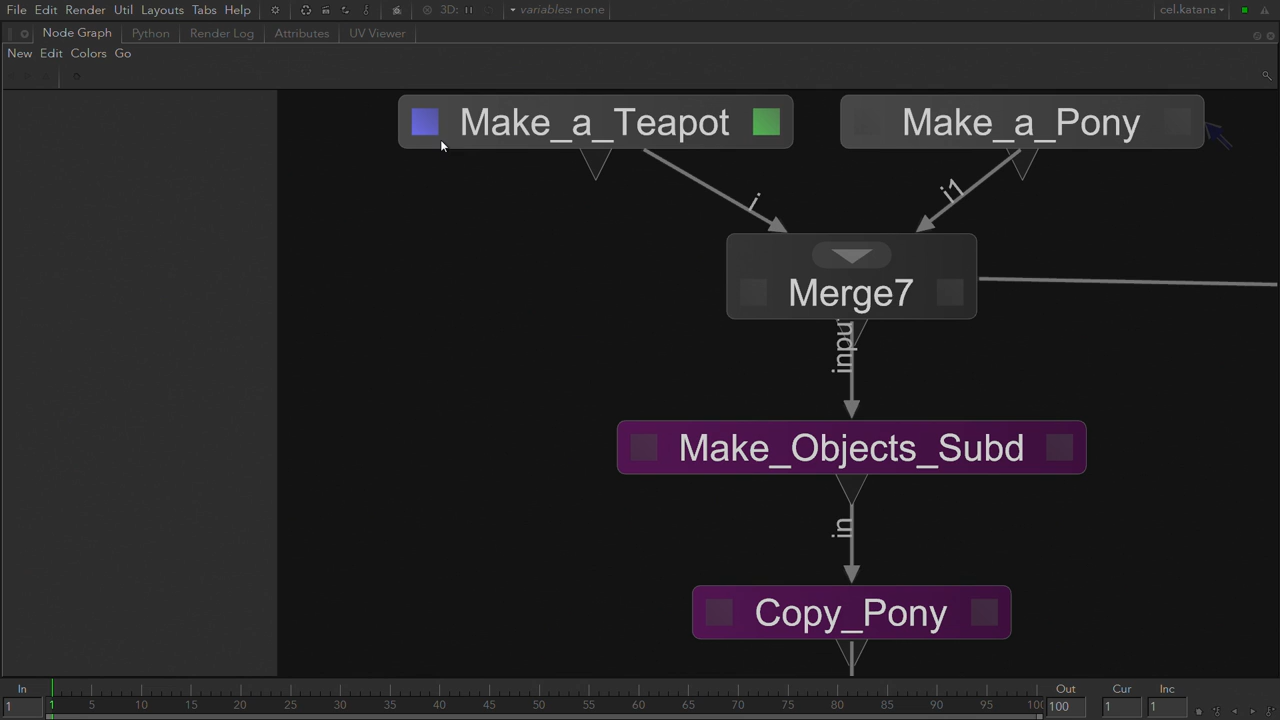 File Edit Render Util Layouts Tabs Help 3D: variables: none cel.katana
Node Graph Python Render Log Attributes UV Viewer
New Edit Colors Go
Make_a_Teapot Make_a_Pony
i i1
Merge7
inpu
Make_Objects_Subd
in
Copy_Pony
In Out Cur Inc
1 1 5 10 15 20 25 30 35 40 45 50 55 60 65 70 75 80 85 90 95 100 100 1 1